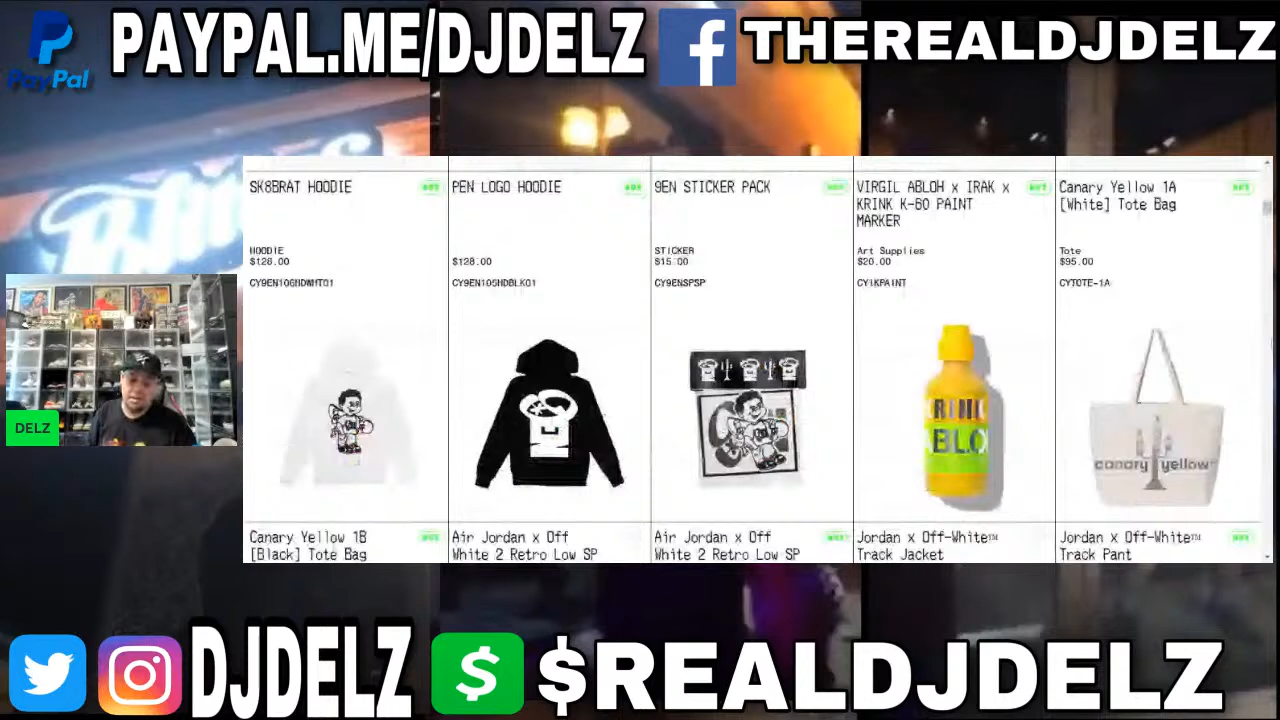 PAYPAL.ME/DJDELZ
THEREALDJDELZ
PayPal
SK8BRAT HOODIE
HOODIE
$128.00
CY9EN106HDWHT01
PEN LOGO HOODIE
$128.00
CY9EN105HDBLK01
9EN STICKER PACK
STICKER
$15.00
CY9ENSPSP
VIRGIL ABLOH x IRAK x
KRINK K-60 PAINT
MARKER
Art Supplies
$20.00
CY1KPAINT
Canary Yellow 1A
[White] Tote Bag
Tote
$95.00
CYTOTE-1A
canary yellow
DELZ
Canary Yellow 1B
[Black] Tote Bag
Air Jordan x Off
White 2 Retro Low SP
Air Jordan x Off
White 2 Retro Low SP
Jordan x Off-White™
Track Jacket
Jordan x Off-White™
Track Pant
DJDELZ
$REALDJDELZ